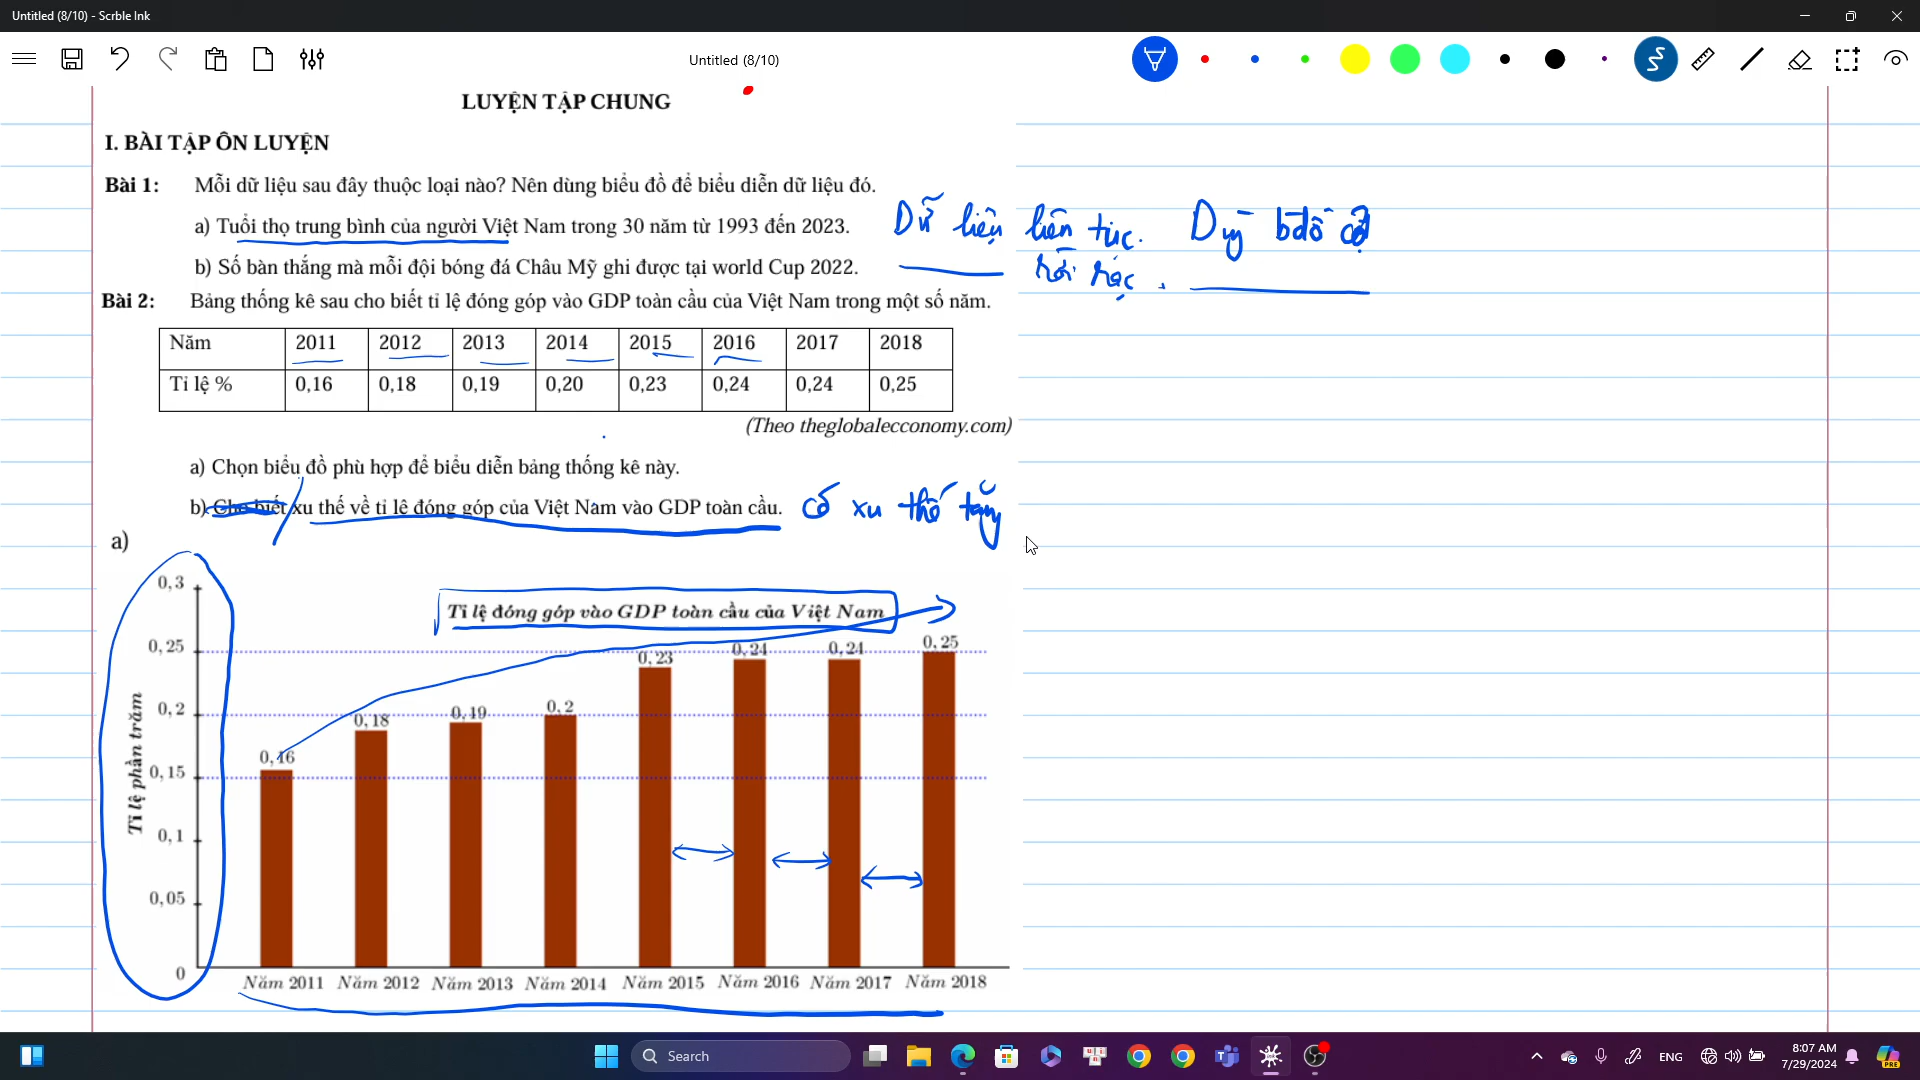 Untitled (8/10) - Scrble Ink
Untitled (8/10)
LUYỆN TẬP CHUNG
I. BÀI TẬP ÔN LUYỆN
Bài 1: Mỗi dữ liệu sau đây thuộc loại nào? Nên dùng biểu đồ để biểu diễn dữ liệu đó.
a) Tuổi thọ trung bình của người Việt Nam trong 30 năm từ 1993 đến 2023. Dữ liệu liên tục. Dùg bđồ cột
b) Số bàn thắng mà mỗi đội bóng đá Châu Mỹ ghi được tại world Cup 2022. rời rạc.
Bài 2: Bảng thống kê sau cho biết tỉ lệ đóng góp vào GDP toàn cầu của Việt Nam trong một số năm.
Năm 2011 2012 2013 2014 2015 2016 2017 2018
Tỉ lệ % 0,16 0,18 0,19 0,20 0,23 0,24 0,24 0,25
(Theo theglobalecconomy.com)
a) Chọn biểu đồ phù hợp để biểu diễn bảng thống kê này.
b) Cho biết xu thế về tỉ lệ đóng góp của Việt Nam vào GDP toàn cầu. có xu thế tăng
a)
Tỉ lệ đóng góp vào GDP toàn cầu của Việt Nam
Tỉ lệ phần trăm
0,3
0,25
0,2
0,15
0,1
0,05
0
0,16 0,18 0,19 0,2 0,23 0,24 0,24 0,25
Năm 2011 Năm 2012 Năm 2013 Năm 2014 Năm 2015 Năm 2016 Năm 2017 Năm 2018
Search
ENG
8:07 AM
7/29/2024